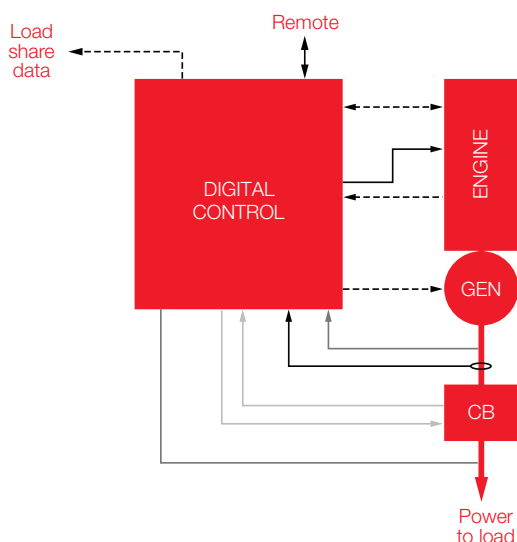 Load
share
data
Remote
DIGITAL
CONTROL
ENGINE
GEN
CB
Power
to load